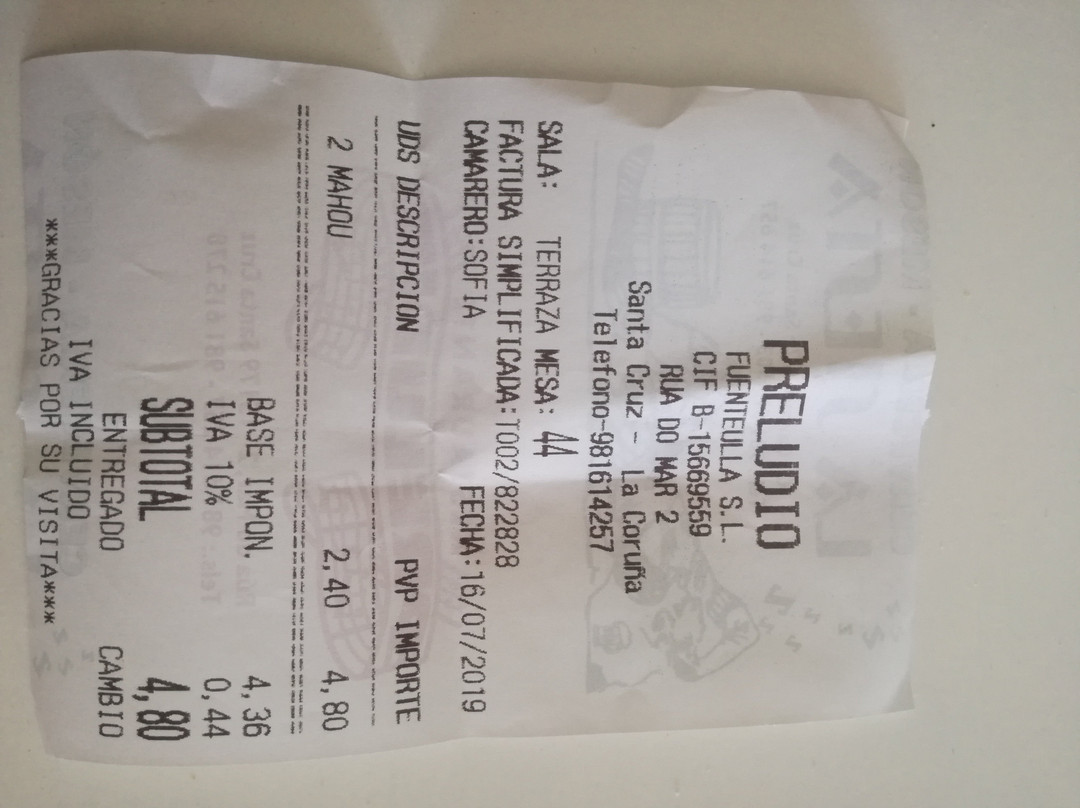 PRELUDIO
FUENTEULLA S.L.
CIF B-15669559
RUA DO MAR 2
Santa Cruz - La Coruña
Telefono-981614257
SALA: TERRAZA MESA: 44
FACTURA SIMPLIFICADA:T002/822828
CAMARERO:SOFIA FECHA:16/07/2019
UDS DESCRIPCION PVP IMPORTE
2 MAHOU 2,40 4,80
BASE IMPON. 4,36
IVA 10% 0,44
SUBTOTAL 4,80
ENTREGADO CAMBIO
IVA INCLUIDO
***GRACIAS POR SU VISITA***